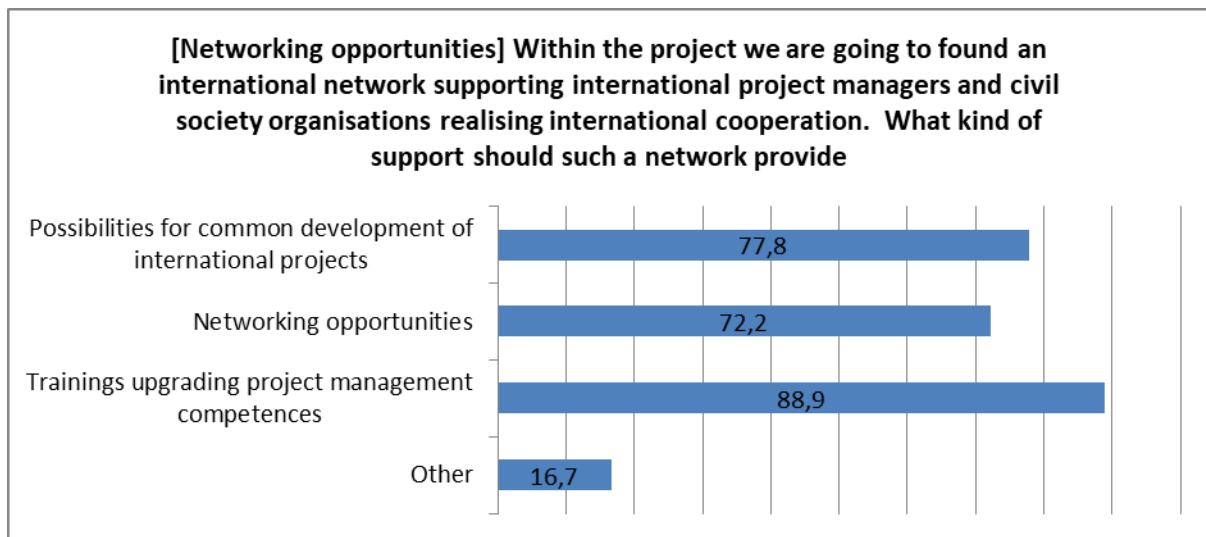 [Networking opportunities] Within the project we are going to found an
international network supporting international project managers and civil
society organisations realising international cooperation.  What kind of
support should such a network provide
Possibilities for common development of
international projects
77,8
Networking opportunities
72,2
Trainings upgrading project management
competences
88,9
Other
16,7